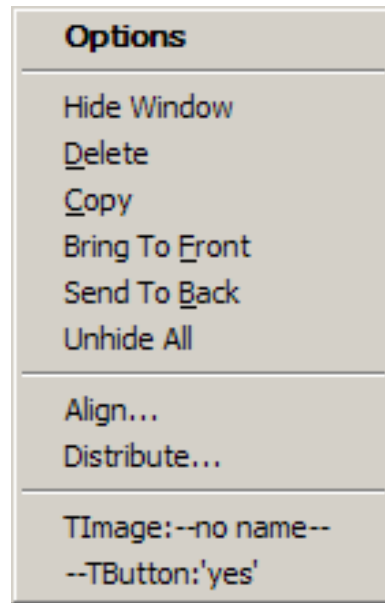 Options
Hide Window
Delete
Copy
Bring To Front
Send To Back
Unhide All
Align...
Distribute...
TImage:--no name--
--TButton:'yes'